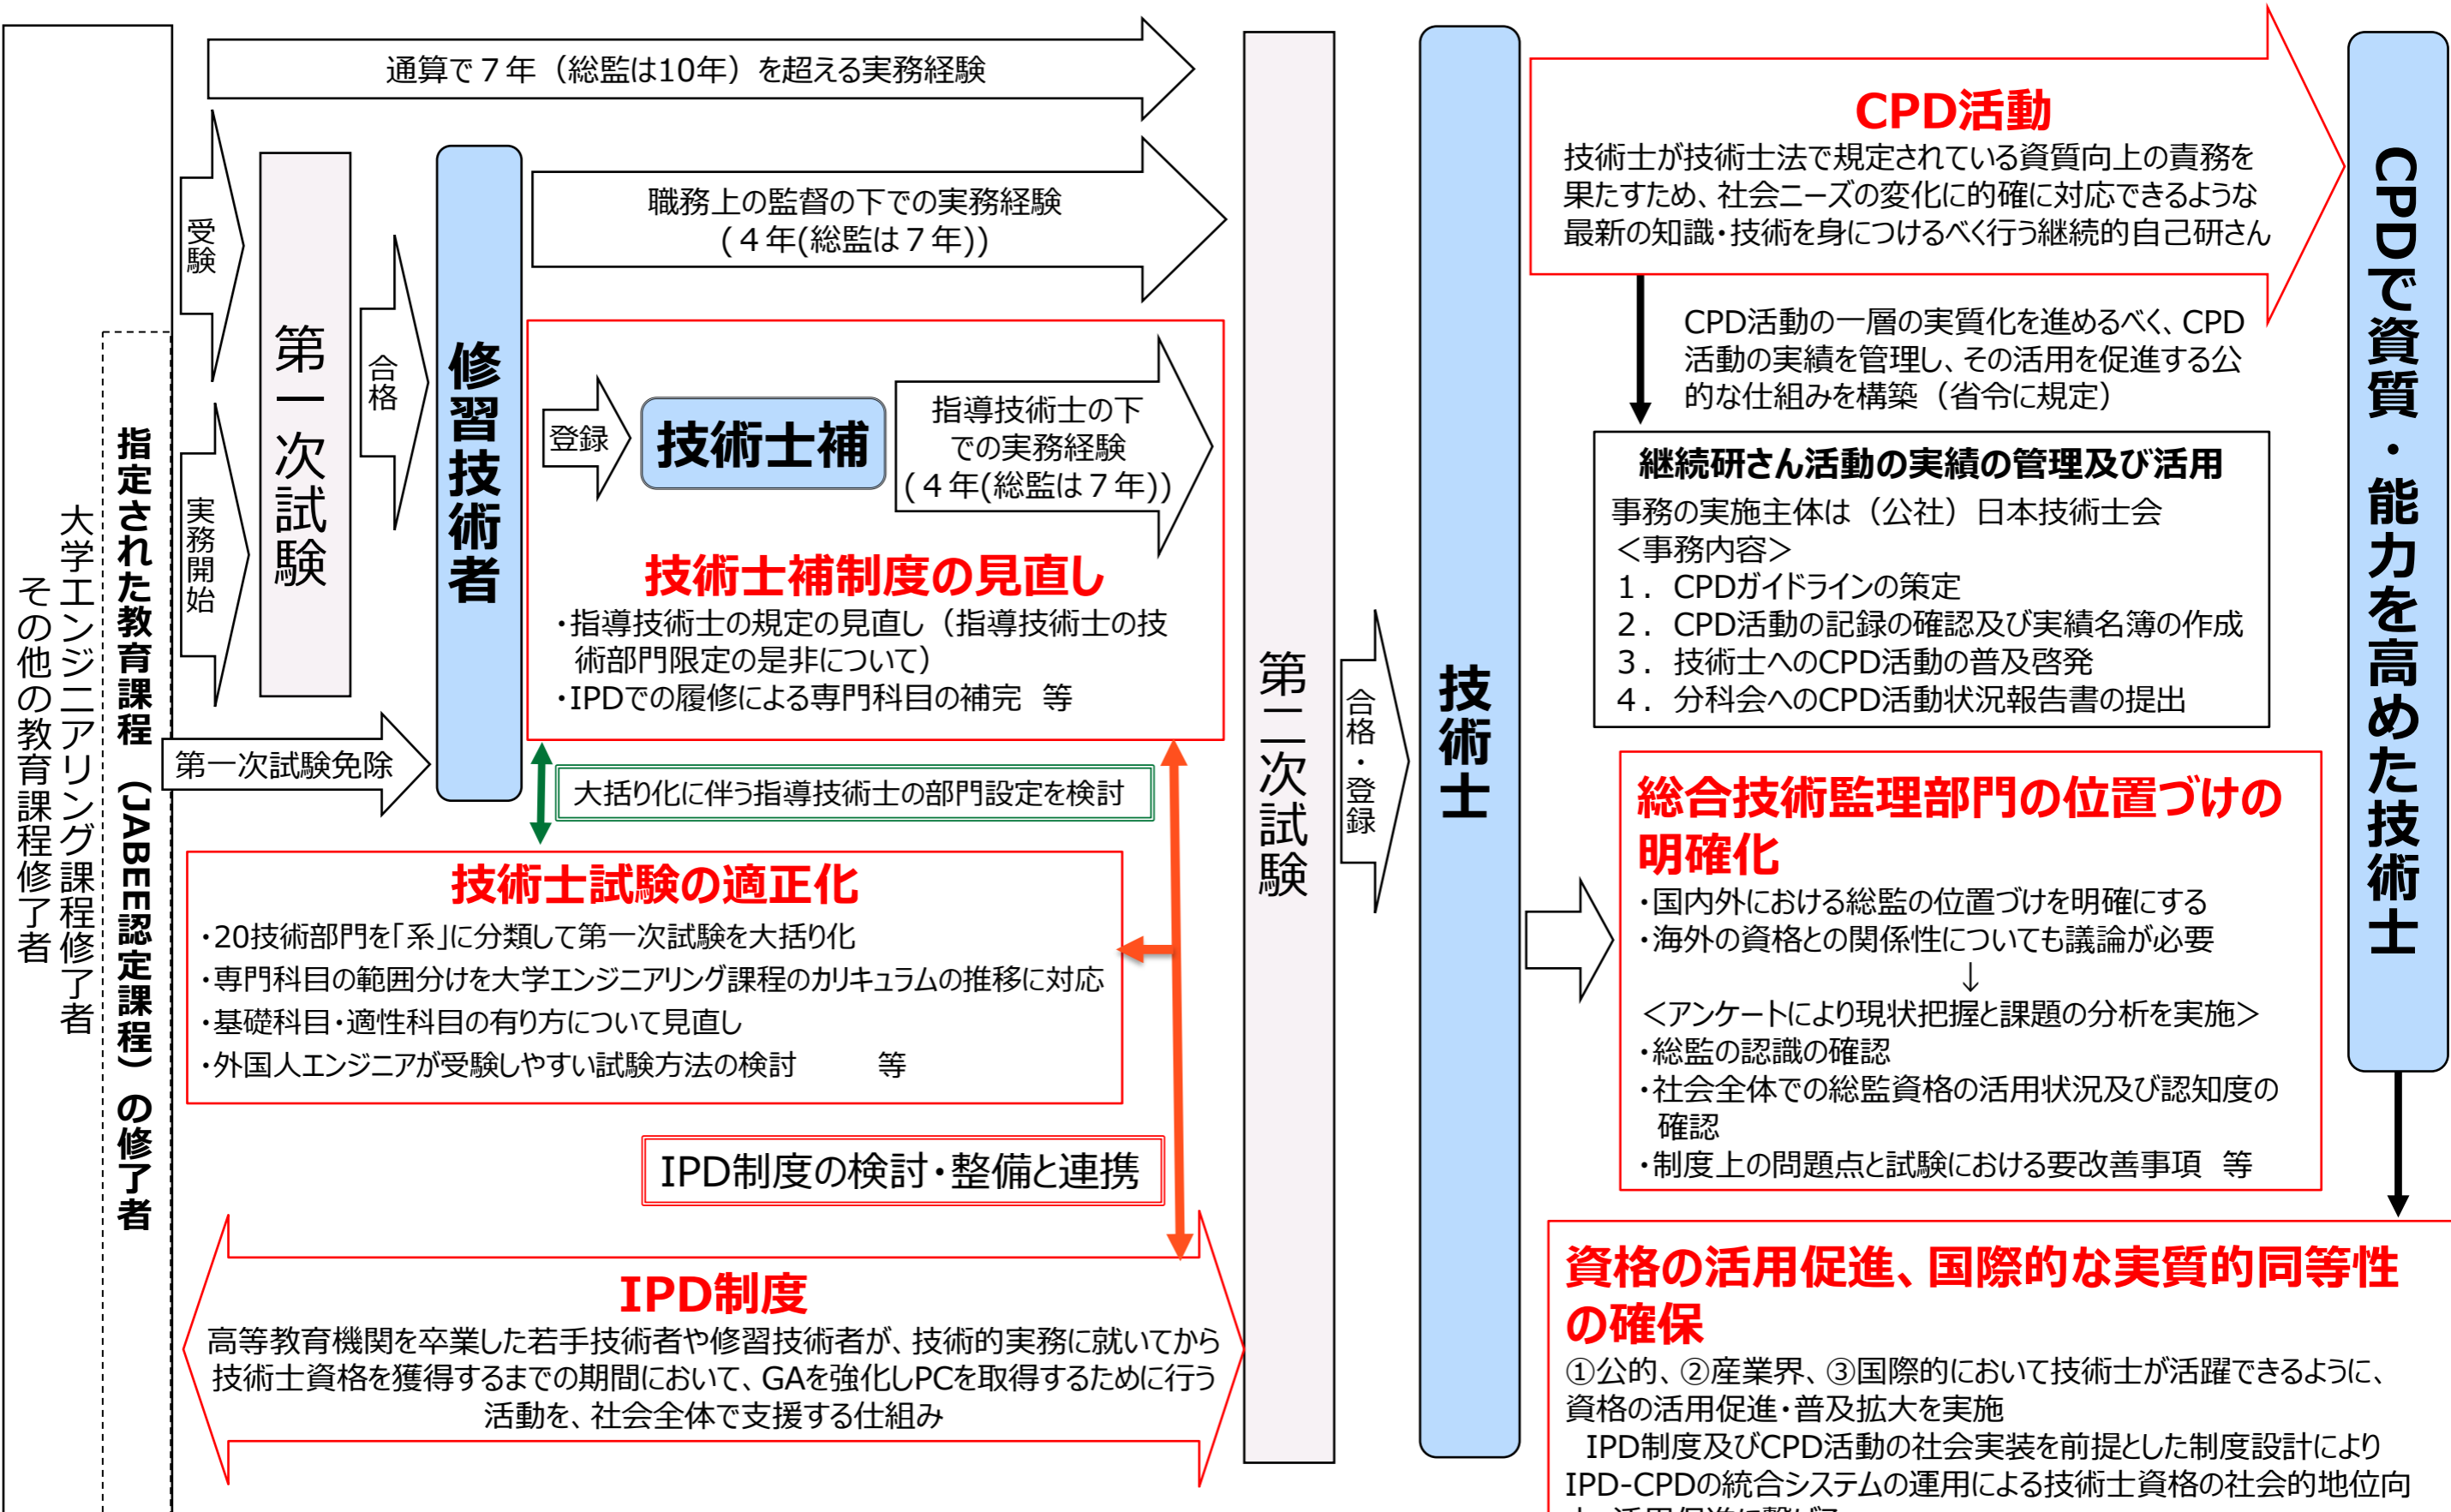 通算で７年（総監は10年）を超える実務経験
受験
実務開始
第一次試験
合格
修習技術者
職務上の監督の下での実務経験
(４年(総監は７年))
登録
技術士補
指導技術士の下
での実務経験
(４年(総監は７年))
技術士補制度の見直し
・指導技術士の規定の見直し（指導技術士の技
術部門限定の是非について）
・IPDでの履修による専門科目の補完　等
指定された教育課程（JABEE認定課程）の修了者
大学エンジニアリング課程修了者
その他の教育課程修了者
第一次試験免除
大括り化に伴う指導技術士の部門設定を検討
技術士試験の適正化
・20技術部門を「系」に分類して第一次試験を大括り化
・専門科目の範囲分けを大学エンジニアリング課程のカリキュラムの推移に対応
・基礎科目・適性科目の有り方について見直し
・外国人エンジニアが受験しやすい試験方法の検討　　　等
IPD制度の検討・整備と連携
IPD制度
高等教育機関を卒業した若手技術者や修習技術者が、技術的実務に就いてから
技術士資格を獲得するまでの期間において、GAを強化しPCを取得するために行う
活動を、社会全体で支援する仕組み
第二次試験
合格・登録
技術士
CPD活動
技術士が技術士法で規定されている資質向上の責務を
果たすため、社会ニーズの変化に的確に対応できるような
最新の知識・技術を身につけるべく行う継続的自己研さん
CPD活動の一層の実質化を進めるべく、CPD
活動の実績を管理し、その活用を促進する公
的な仕組みを構築（省令に規定）
継続研さん活動の実績の管理及び活用
事務の実施主体は（公社）日本技術士会
＜事務内容＞
１．CPDガイドラインの策定
２．CPD活動の記録の確認及び実績名簿の作成
３．技術士へのCPD活動の普及啓発
４．分科会へのCPD活動状況報告書の提出
総合技術監理部門の位置づけの
明確化
・国内外における総監の位置づけを明確にする
・海外の資格との関係性についても議論が必要
↓
＜アンケートにより現状把握と課題の分析を実施＞
・総監の認識の確認
・社会全体での総監資格の活用状況及び認知度の
確認
・制度上の問題点と試験における要改善事項　等
CPDで資質・能力を高めた技術士
資格の活用促進、国際的な実質的同等性
の確保
①公的、②産業界、③国際的において技術士が活躍できるように、
資格の活用促進・普及拡大を実施
IPD制度及びCPD活動の社会実装を前提とした制度設計により
IPD-CPDの統合システムの運用による技術士資格の社会的地位向